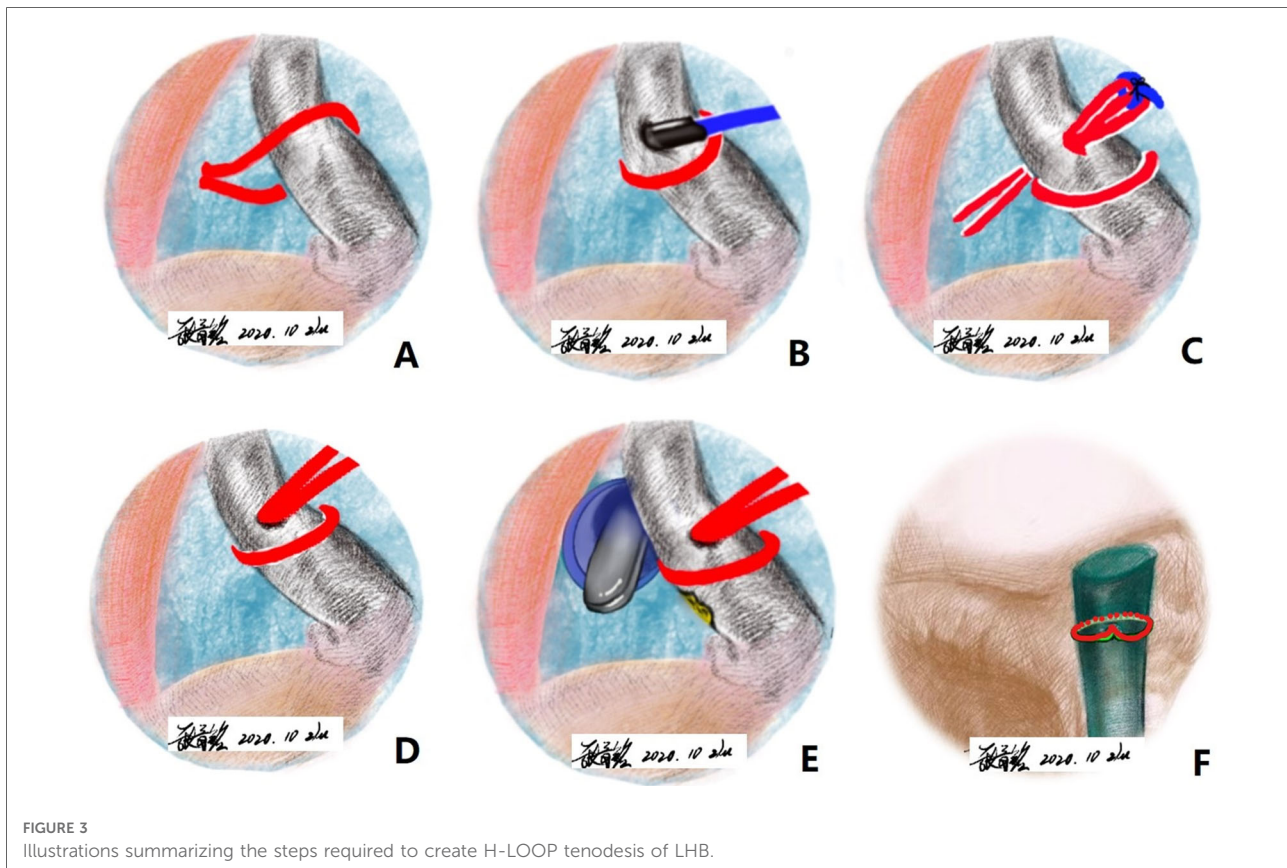 2020. 10
A
2020. 10
B
2020. 10
C
2020. 10
D
2020. 10
E
2020. 10
F
FIGURE 3
Illustrations summarizing the steps required to create H-LOOP tenodesis of LHB.